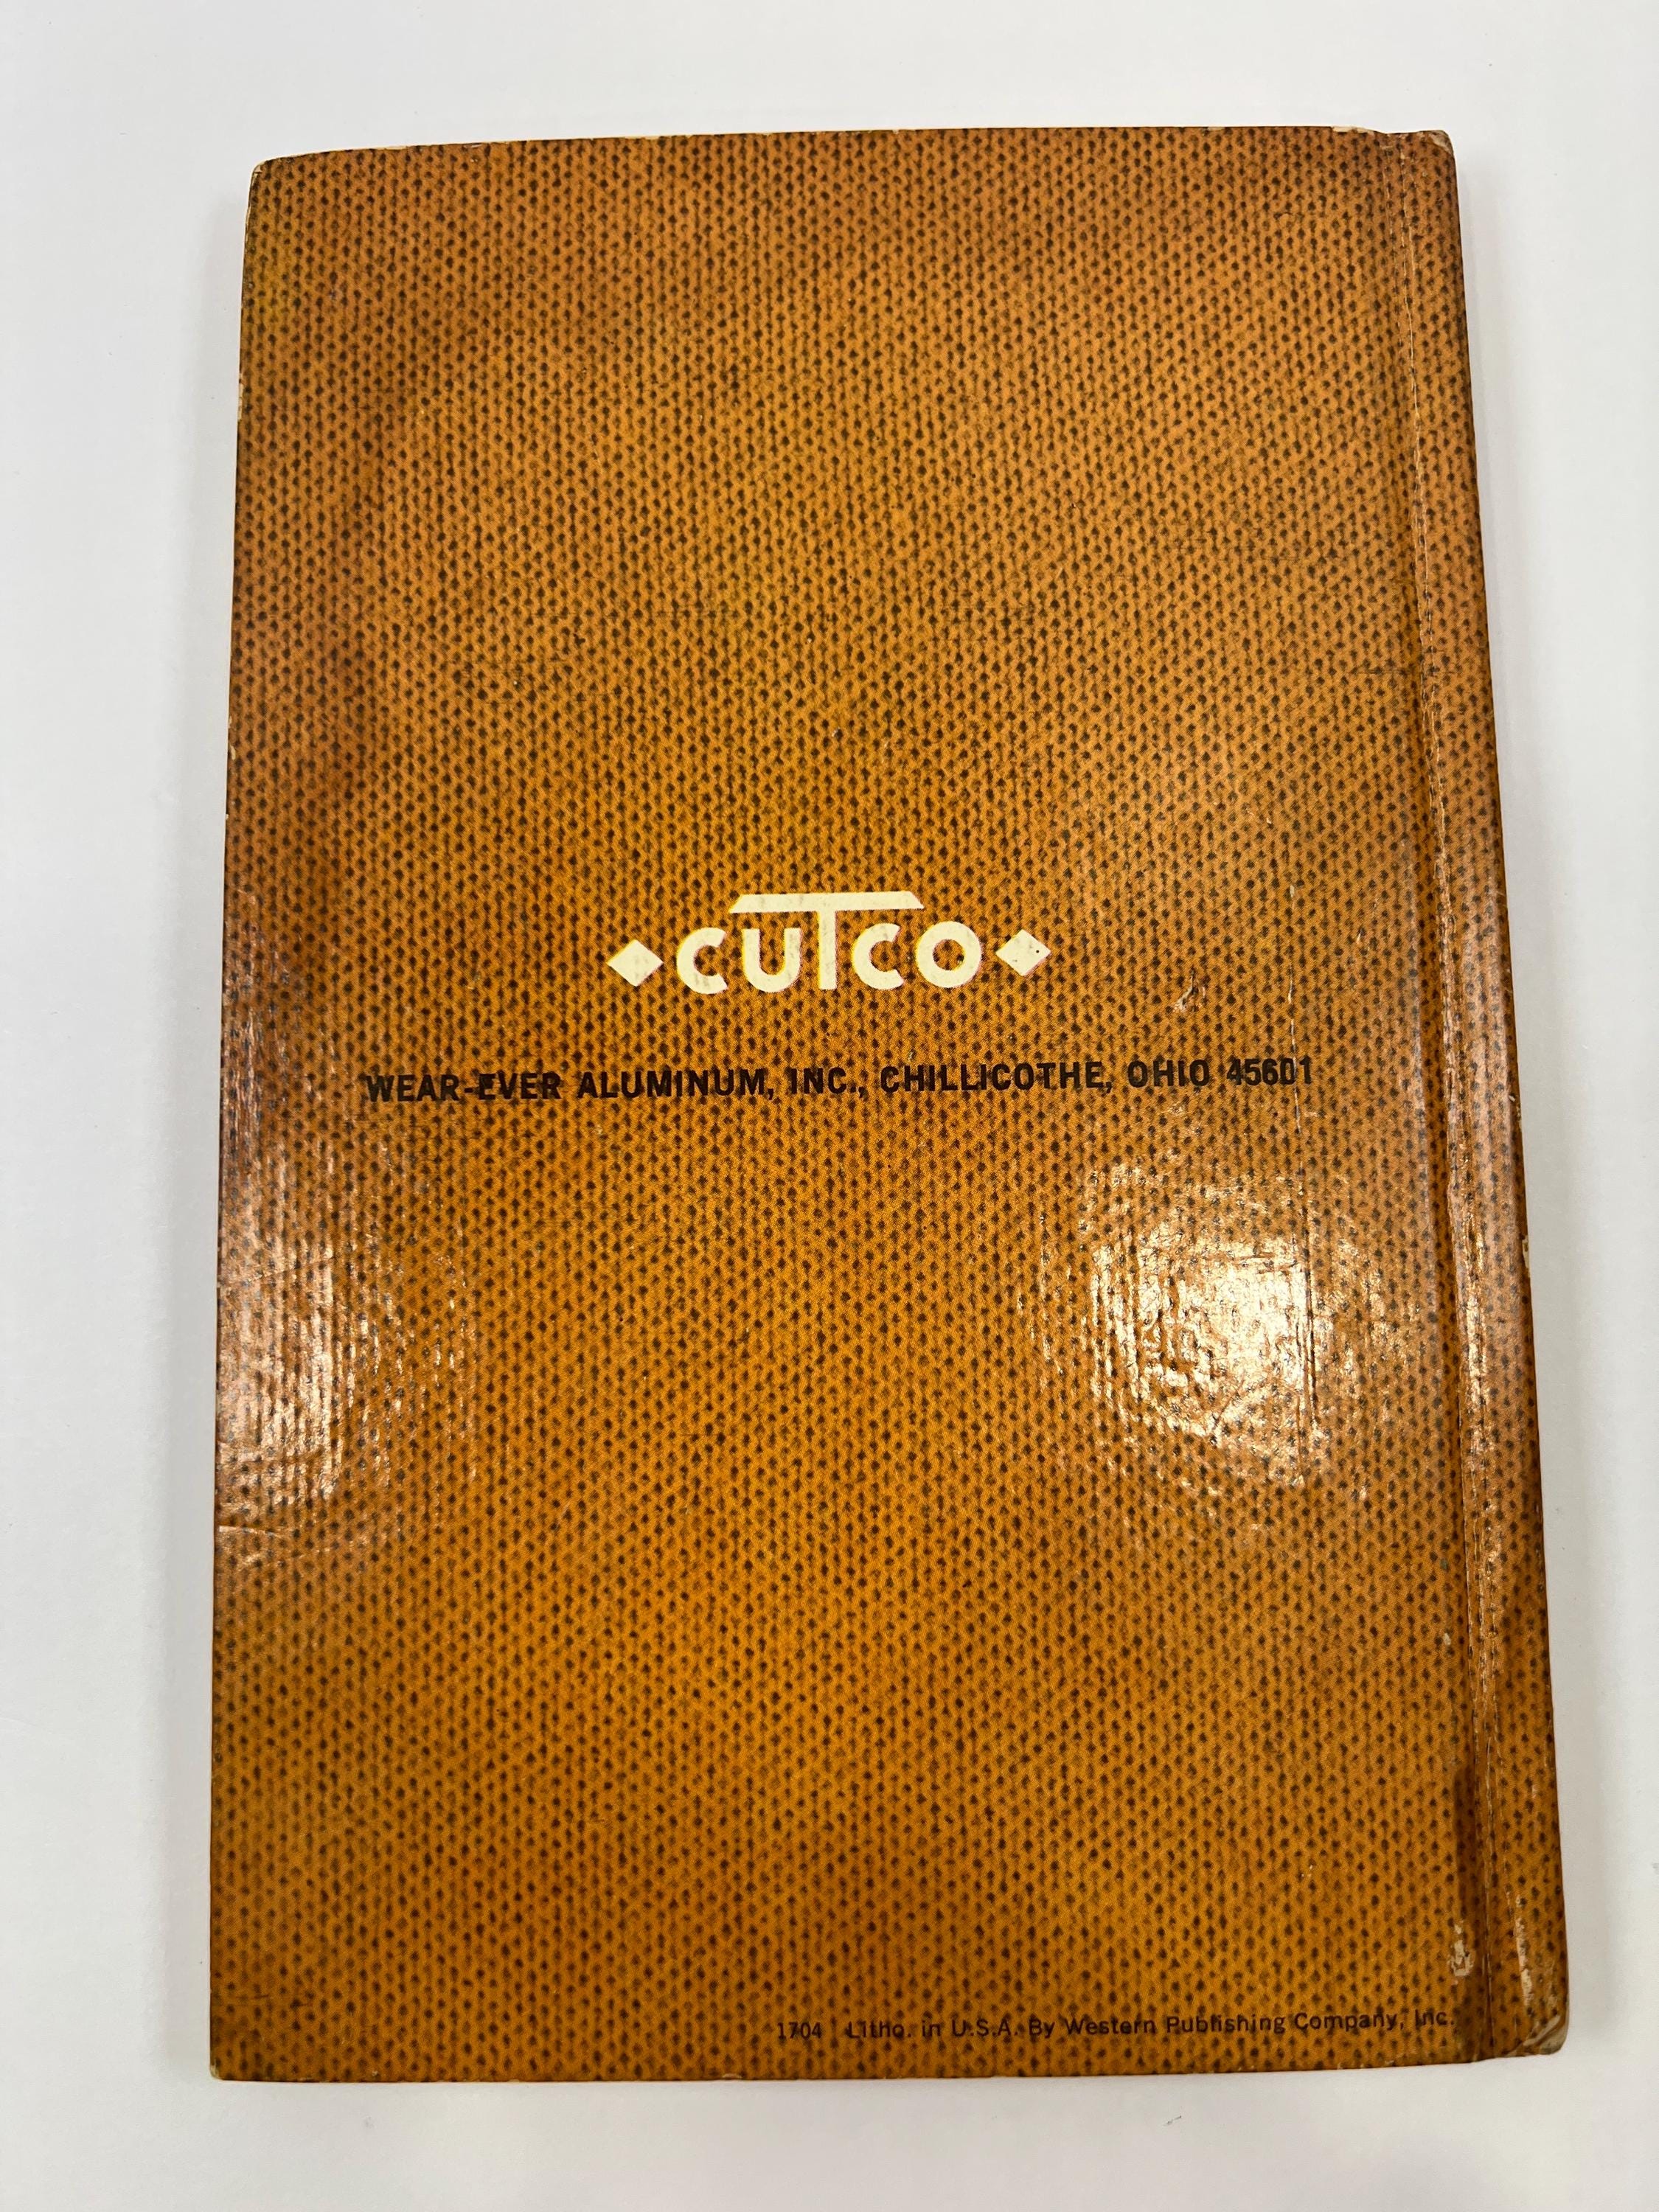 CUTCO
WEAR-EVER ALUMINUM, INC., CHILLICOTHE, OHIO 45601
1704 Litho. in U.S.A. By Western Publishing Company, Inc.